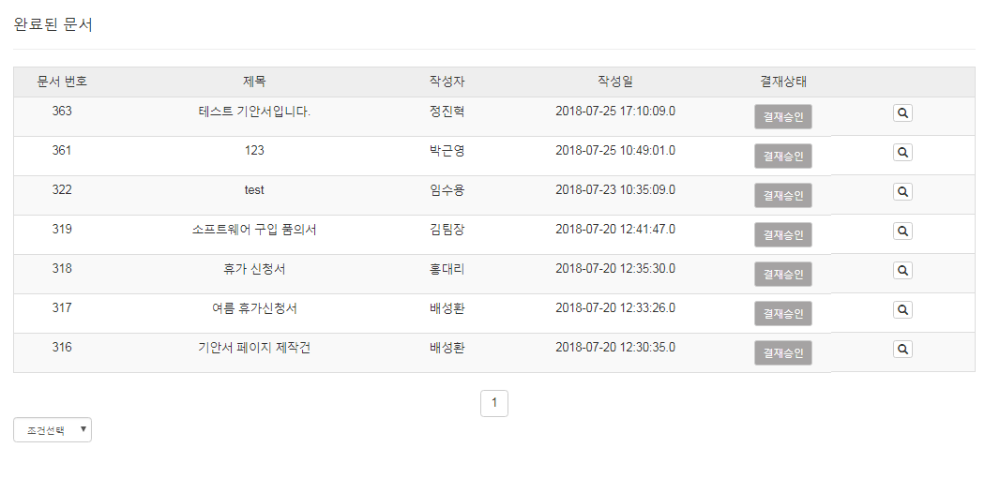 완료된 문서
문서 번호 제목 작성자 작성일 결재상태
363 테스트 기안서입니다. 정진혁 2018-07-25 17:10:09.0 결재승인
361 123 박근영 2018-07-25 10:49:01.0 결재승인
322 test 임수용 2018-07-23 10:35:09.0 결재승인
319 소프트웨어 구입 품의서 김팀장 2018-07-20 12:41:47.0 결재승인
318 휴가 신청서 홍대리 2018-07-20 12:35:30.0 결재승인
317 여름 휴가신청서 배성환 2018-07-20 12:33:26.0 결재승인
316 기안서 페이지 제작건 배성환 2018-07-20 12:30:35.0 결재승인
1
조건선택